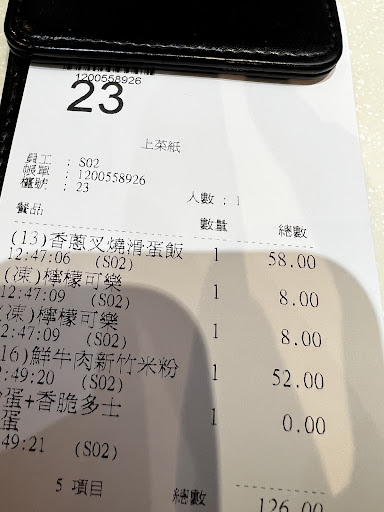 1200558926
23
上菜紙
員工 : S02
帳單 : 1200558926
檯號 : 23
人數 : 1
餐品 數量 總數
(13)香蔥叉燒滑蛋飯 1 58.00
12:47:06 (S02)
(凍)檸檬可樂 1 8.00
12:47:09 (S02)
(凍)檸檬可樂 1 8.00
2:47:09 (S02)
16)鮮牛肉新竹米粉 1 52.00
2:49:20 (S02)
蛋+香脆多士 1 0.00
蛋
49:21 (S02)
5 項目 總數 126.00